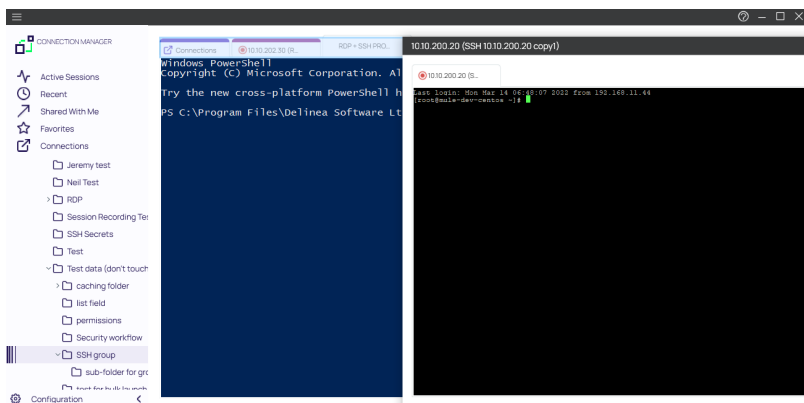 CONNECTION MANAGER
Active Sessions
Recent
Shared With Me
Favorites
Connections
Jeremy test
Neil Test
RDP
Session Recording Te
SSH Secrets
Test
Test data (don't touch
caching folder
list field
permissions
Security workflow
SSH group
sub-folder for gro
test for bulk launch
Configuration
Connections
10.10.202.30 (R...
RDP + SSH PRO...
Windows PowerShell
Copyright (C) Microsoft Corporation. Al
Try the new cross-platform PowerShell h
PS C:\Program Files\Delinea Software Lt
10.10.200.20 (SSH 10.10.200.20 copy1)
10.10.200.20 (S...
Last login: Mon Mar 14 06:48:07 2022 from 192.168.11.44
[root@mule-dev-centos ~]#